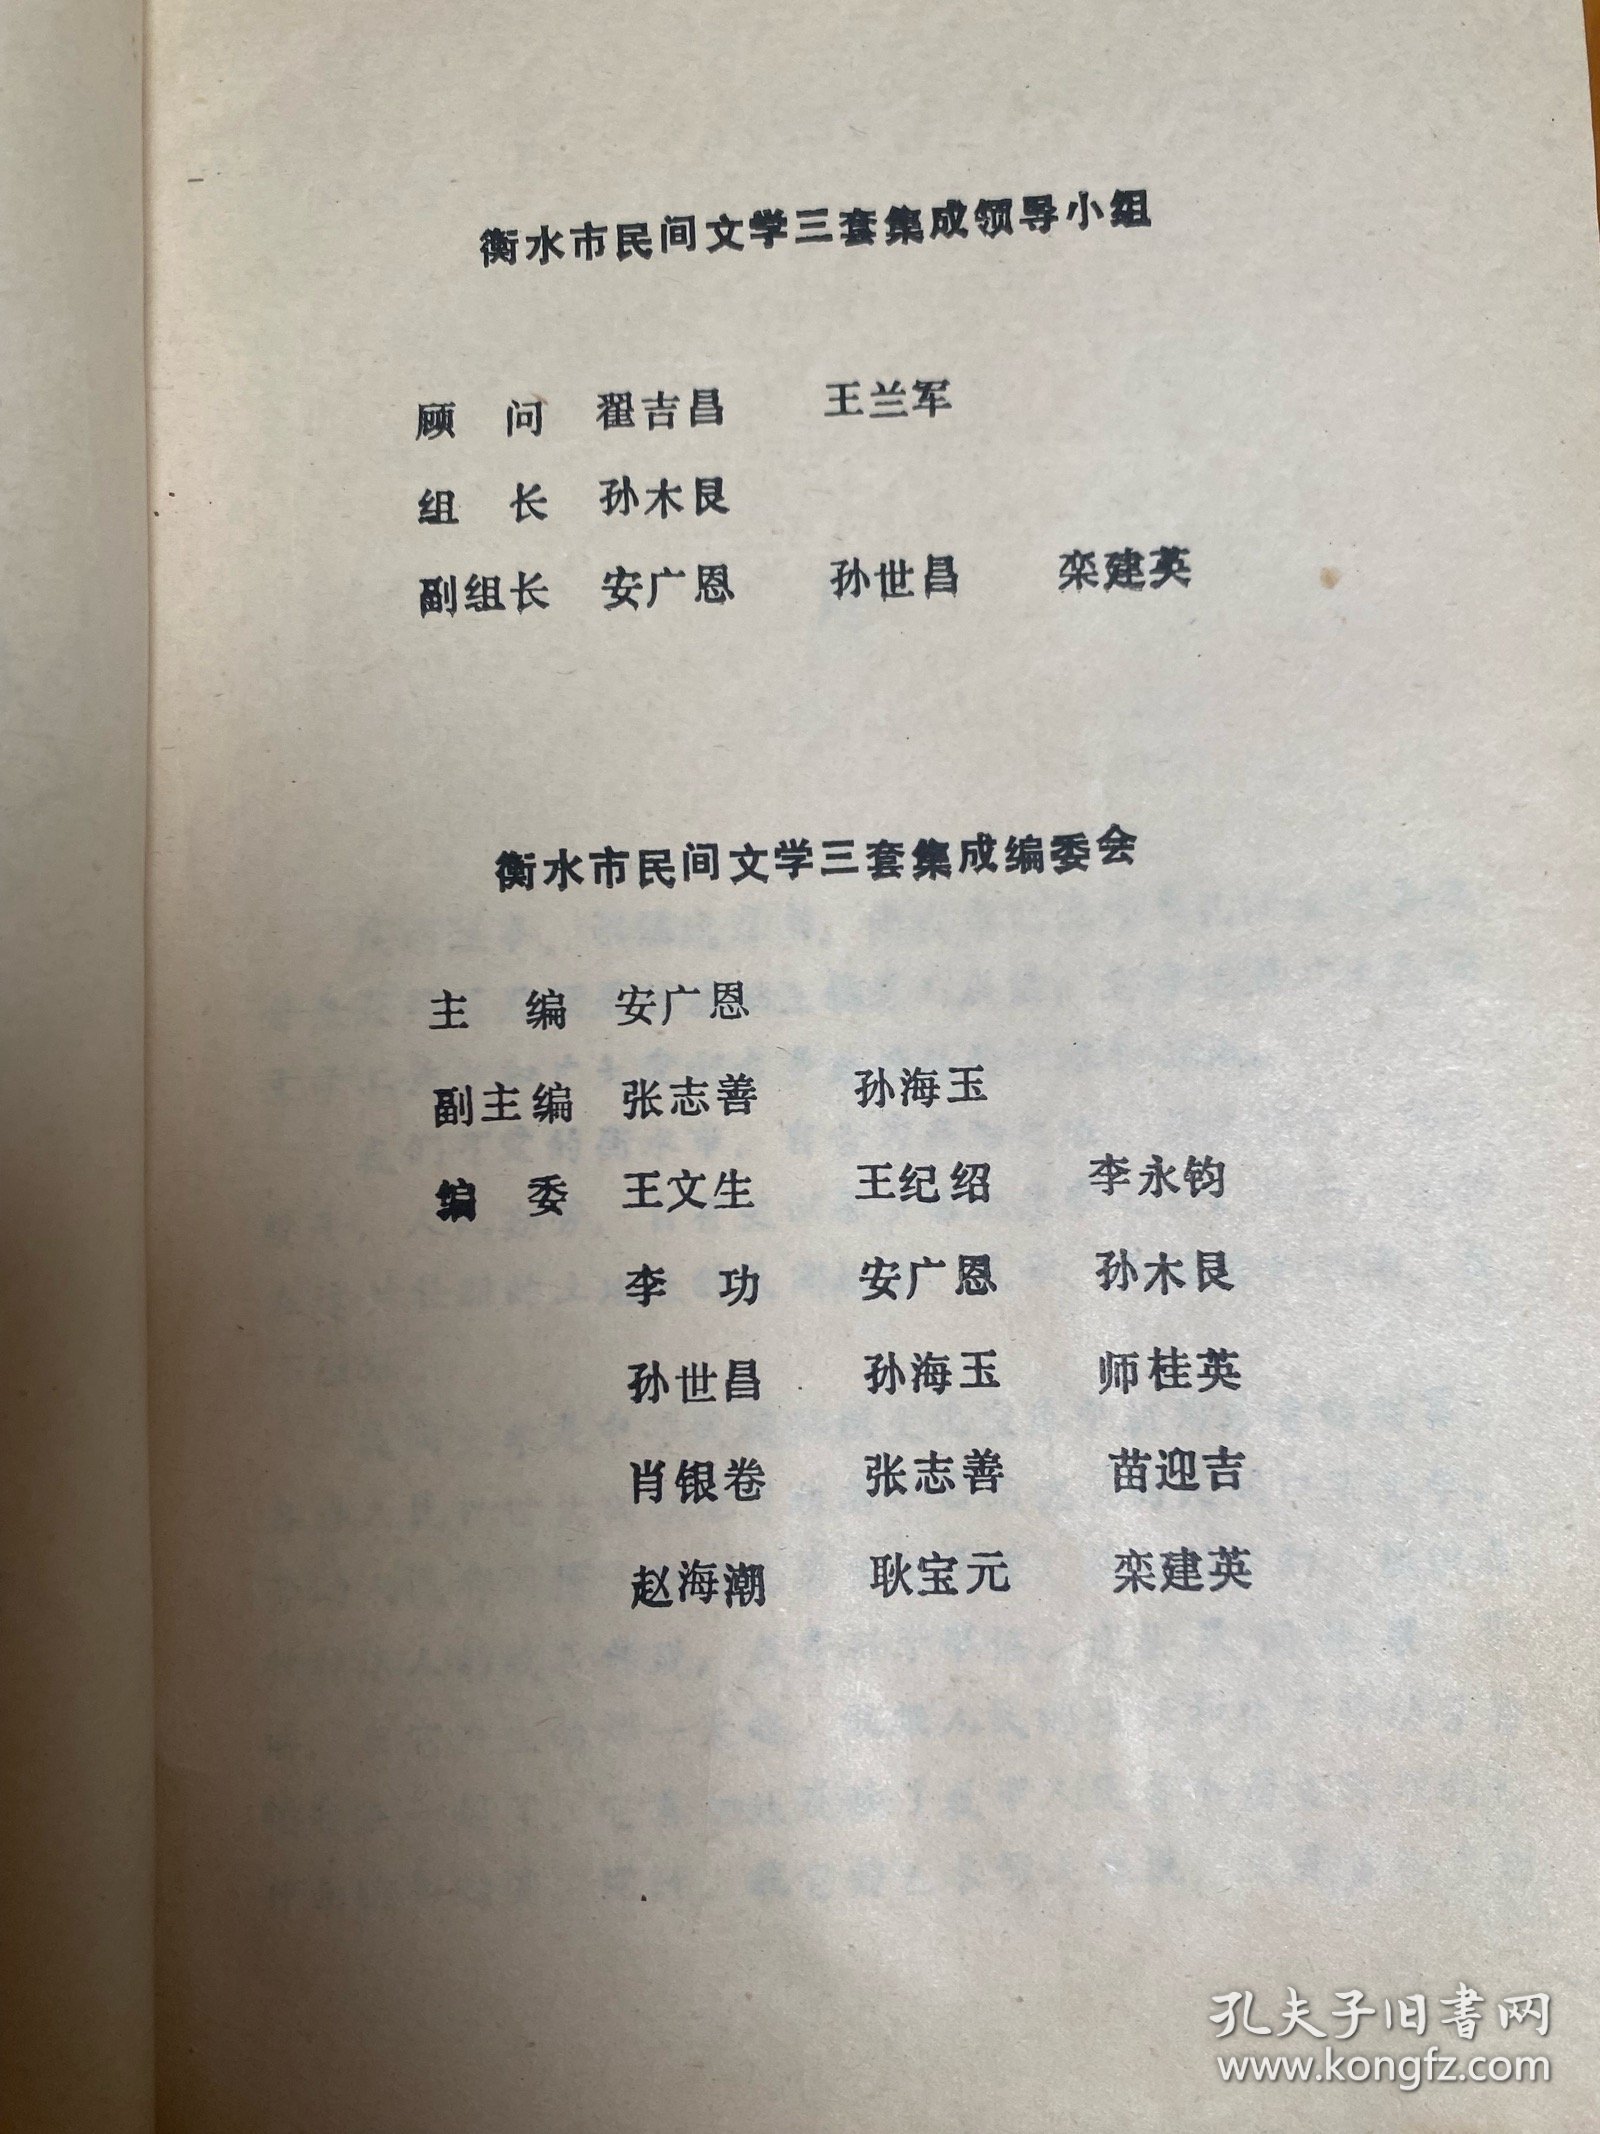 衡水市民间文学三套集成领导小组
顾　问　翟吉昌　　王兰军
组　长　孙木艮
副组长　安广恩　　孙世昌　　栾建英
衡水市民间文学三套集成编委会
主　编　安广恩
副主编　张志善　　孙海玉
编　委　王文生　　王纪绍　　李永钧
李　功　　安广恩　　孙木艮
孙世昌　　孙海玉　　师桂英
肖银卷　　张志善　　苗迎吉
赵海潮　　耿宝元　　栾建英
孔夫子旧书网
www.kongfz.com